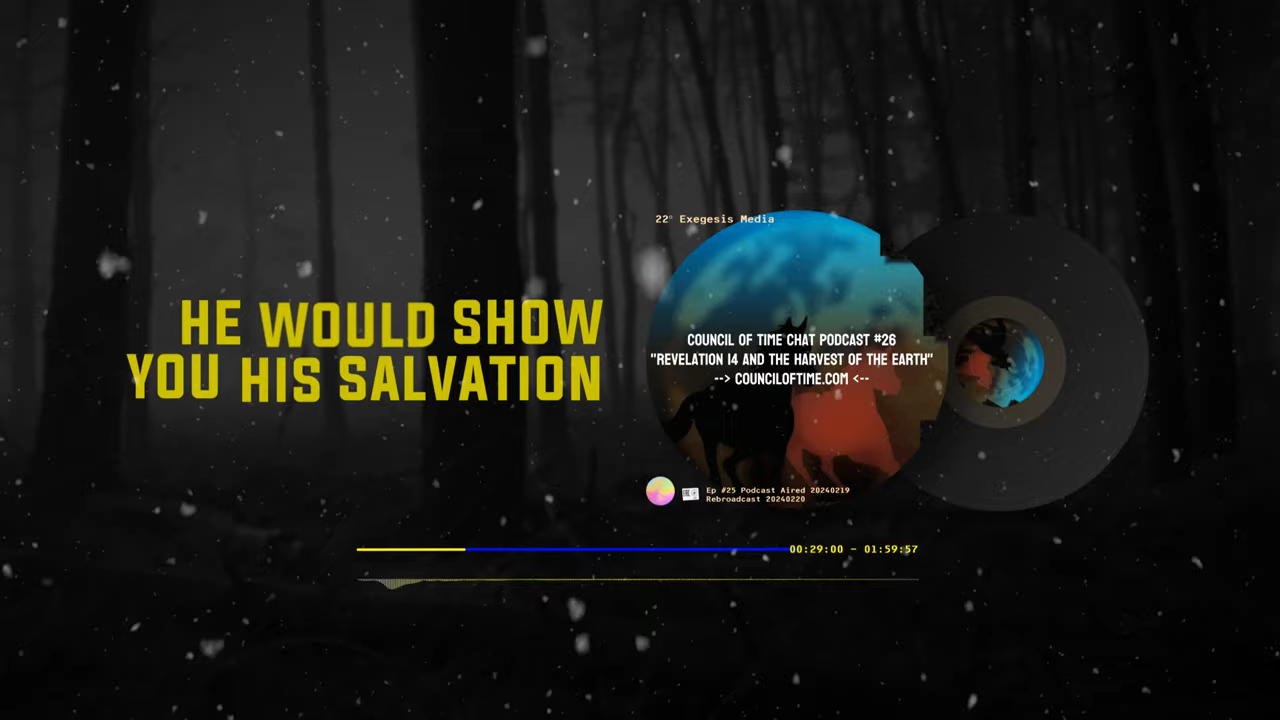 22° Exegesis Media
HE WOULD SHOW
YOU HIS SALVATION
COUNCIL OF TIME CHAT PODCAST #26
"REVELATION 14 AND THE HARVEST OF THE EARTH"
--> COUNCILOFTIME.COM <--
Ep #25 Podcast Aired 20240219
Rebroadcast 20240220
00:29:00 - 01:59:57